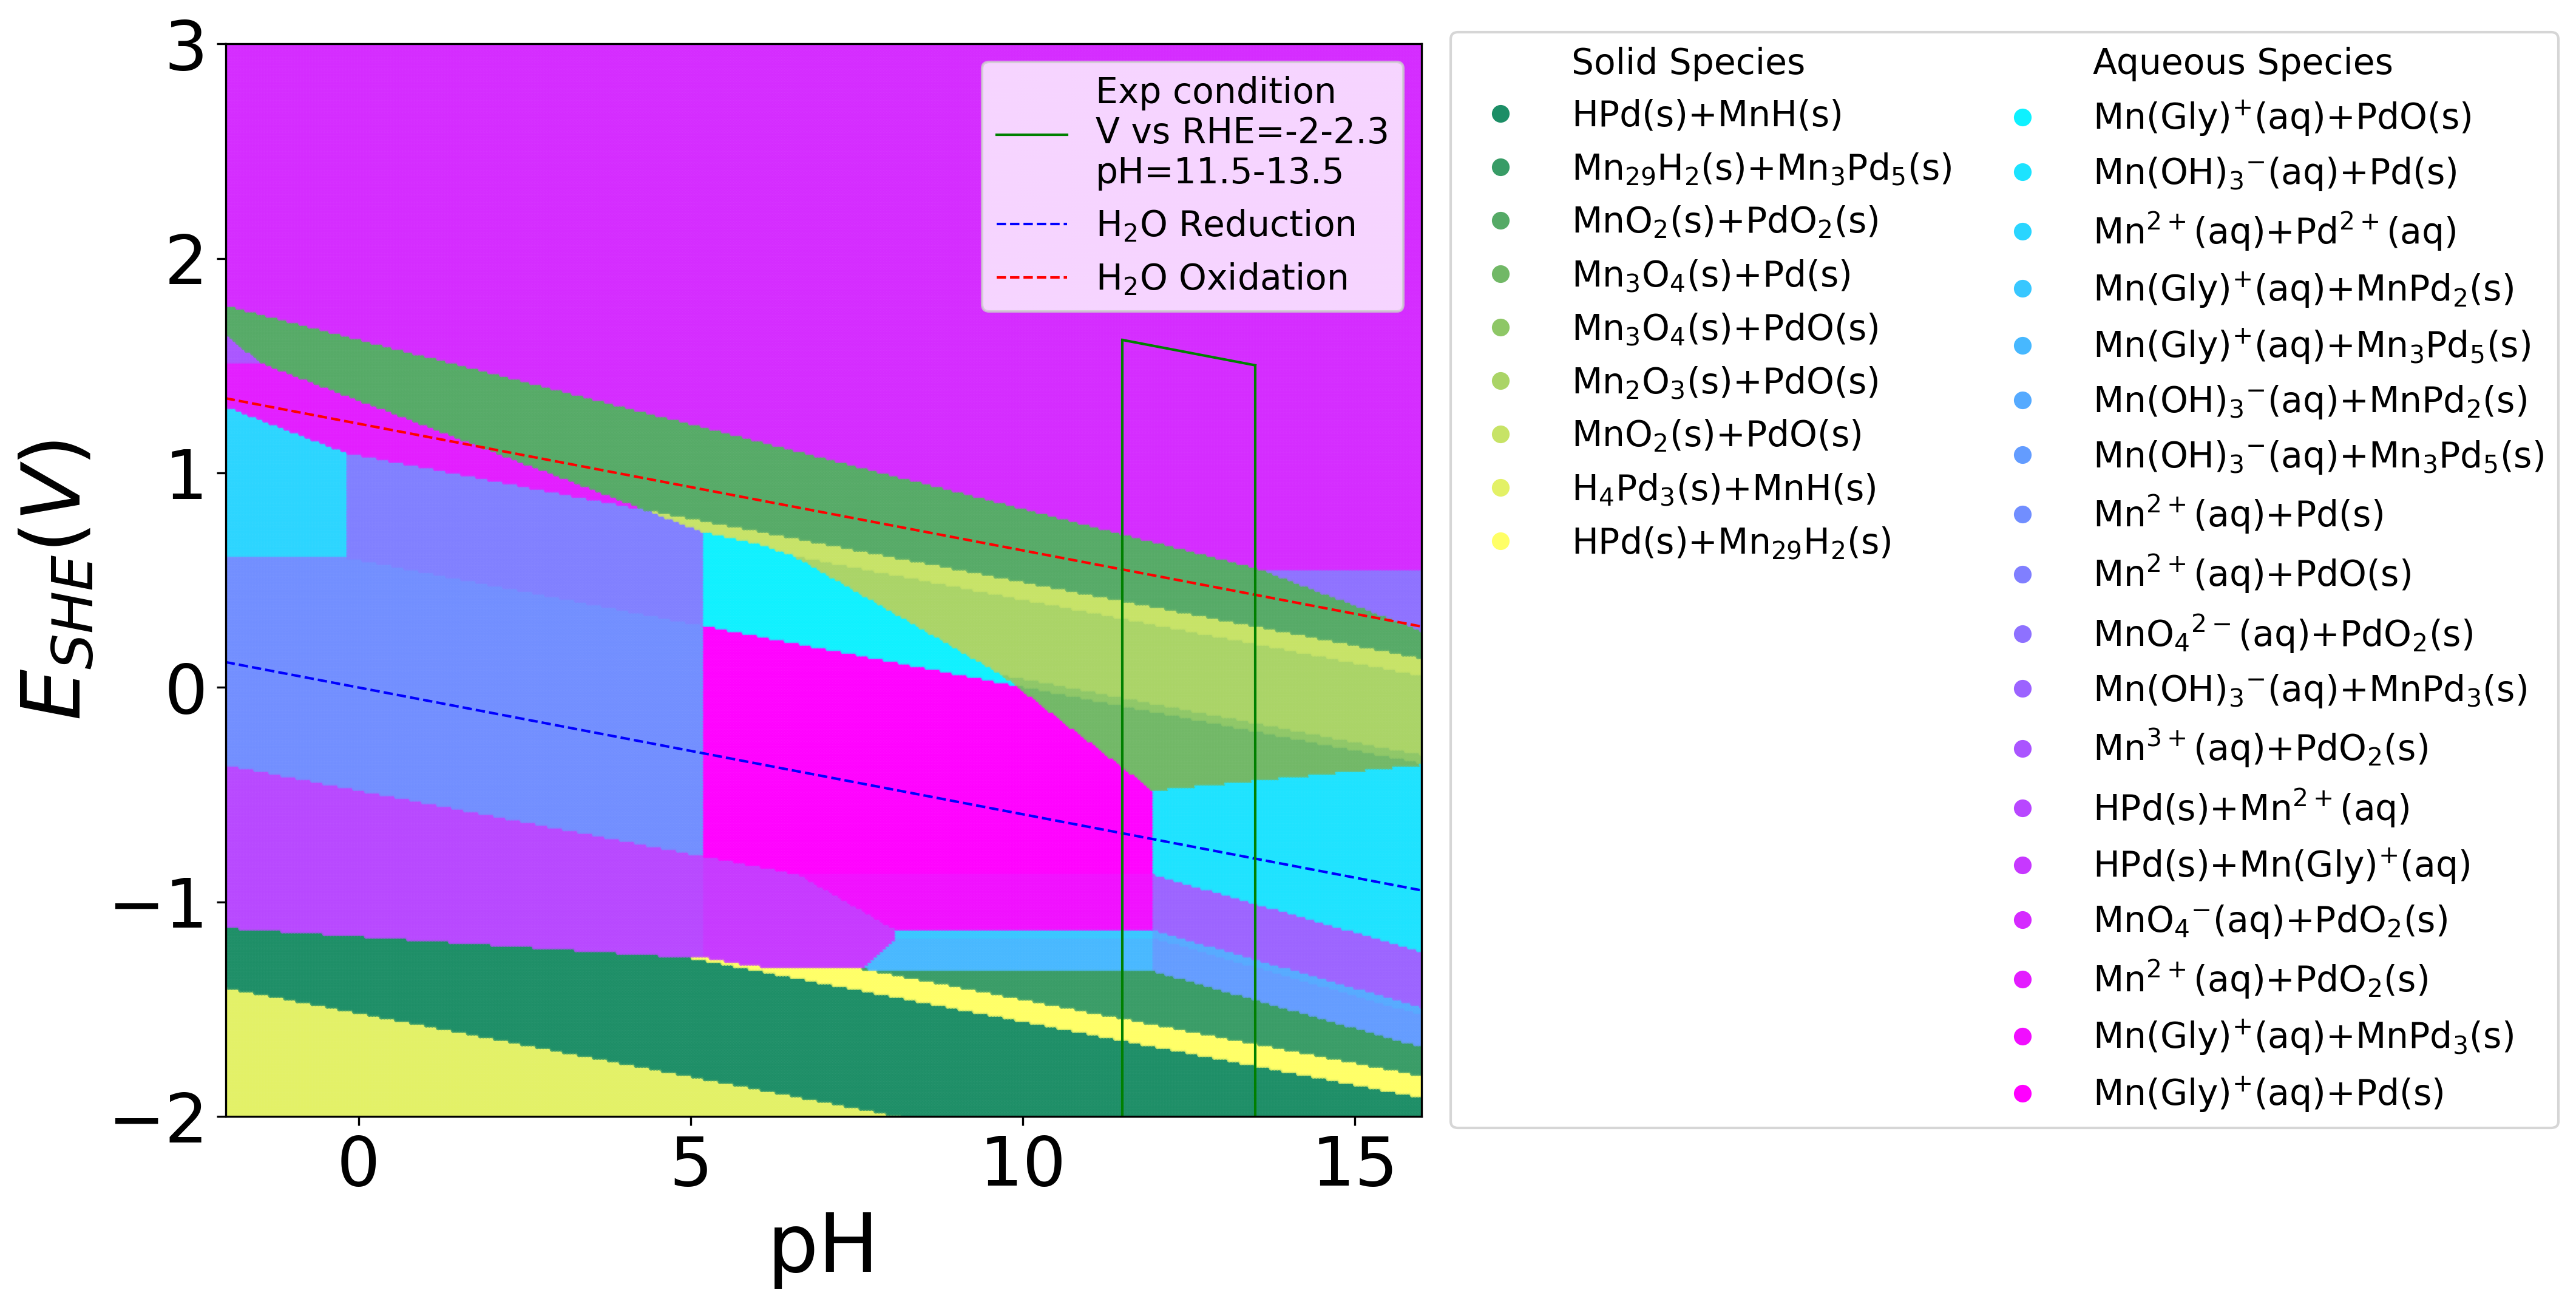 3
2
1
0
−1
−2
E_SHE(V)
0 5 10 15
pH
Exp condition
V vs RHE=-2-2.3
pH=11.5-13.5
H₂O Reduction
H₂O Oxidation
Solid Species
HPd(s)+MnH(s)
Mn₂₉H₂(s)+Mn₃Pd₅(s)
MnO₂(s)+PdO₂(s)
Mn₃O₄(s)+Pd(s)
Mn₃O₄(s)+PdO(s)
Mn₂O₃(s)+PdO(s)
MnO₂(s)+PdO(s)
H₄Pd₃(s)+MnH(s)
HPd(s)+Mn₂₉H₂(s)
Aqueous Species
Mn(Gly)⁺(aq)+PdO(s)
Mn(OH)₃⁻(aq)+Pd(s)
Mn²⁺(aq)+Pd²⁺(aq)
Mn(Gly)⁺(aq)+MnPd₂(s)
Mn(Gly)⁺(aq)+Mn₃Pd₅(s)
Mn(OH)₃⁻(aq)+MnPd₂(s)
Mn(OH)₃⁻(aq)+Mn₃Pd₅(s)
Mn²⁺(aq)+Pd(s)
Mn²⁺(aq)+PdO(s)
MnO₄²⁻(aq)+PdO₂(s)
Mn(OH)₃⁻(aq)+MnPd₃(s)
Mn³⁺(aq)+PdO₂(s)
HPd(s)+Mn²⁺(aq)
HPd(s)+Mn(Gly)⁺(aq)
MnO₄⁻(aq)+PdO₂(s)
Mn²⁺(aq)+PdO₂(s)
Mn(Gly)⁺(aq)+MnPd₃(s)
Mn(Gly)⁺(aq)+Pd(s)